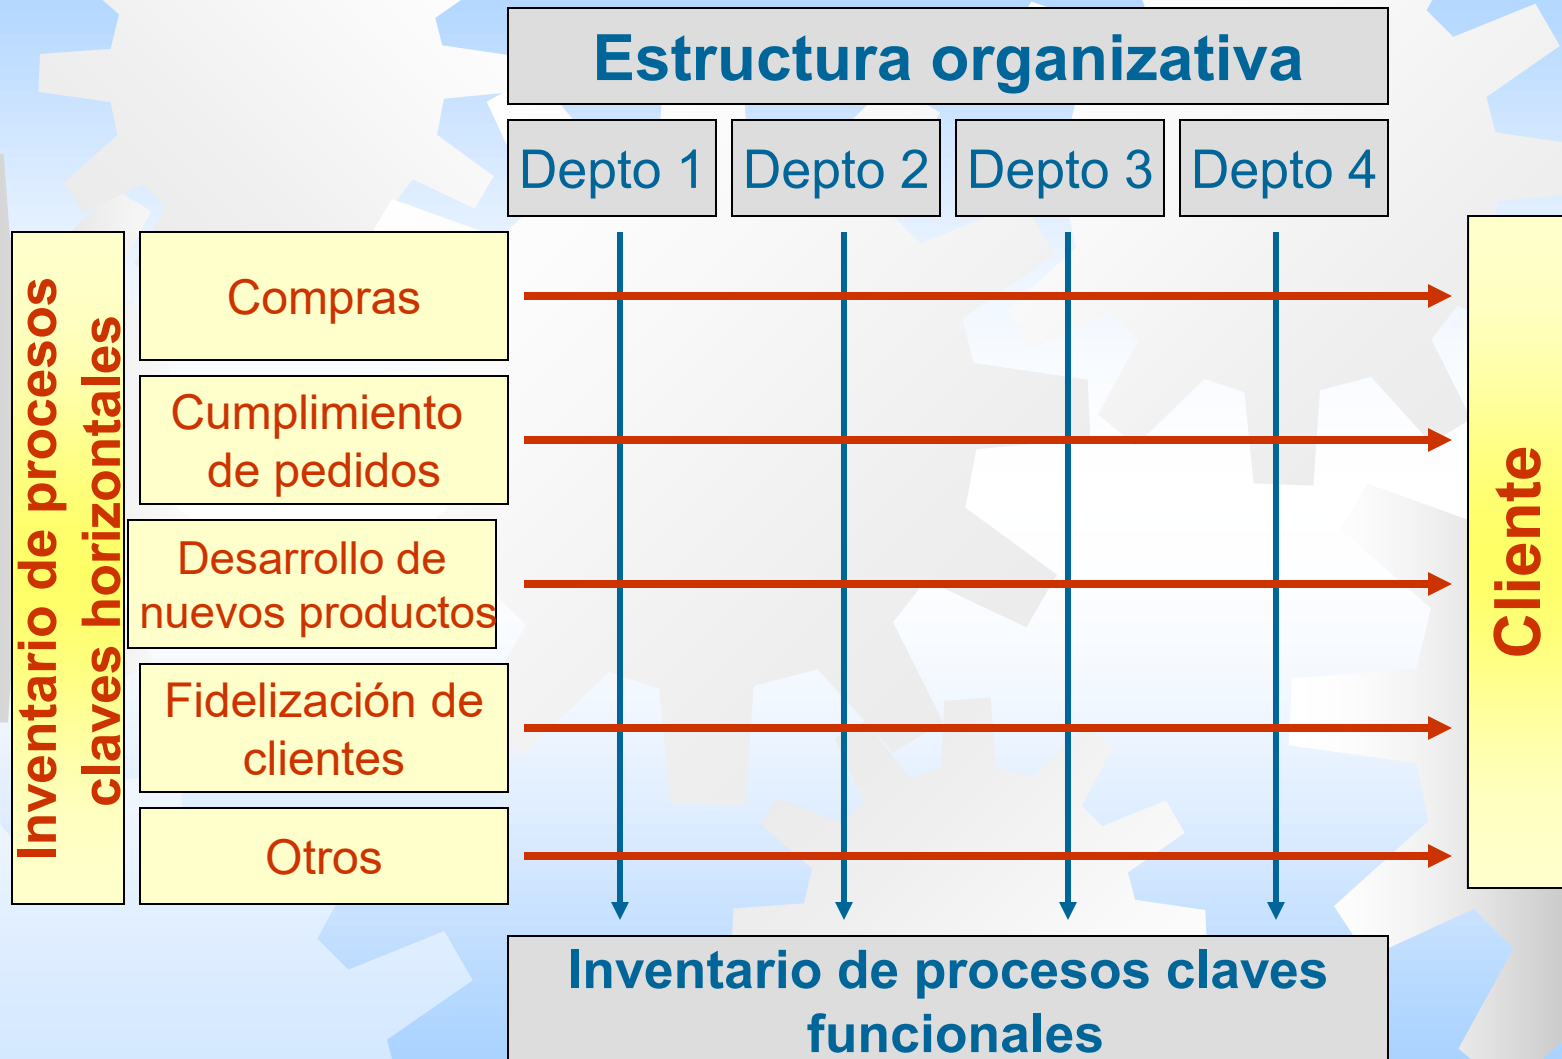 Estructura organizativa
Depto 1
Depto 2
Depto 3
Depto 4
Inventario de procesos
claves horizontales
Compras
Cumplimiento
de pedidos
Desarrollo de
nuevos productos
Fidelización de
clientes
Otros
Cliente
Inventario de procesos claves
funcionales